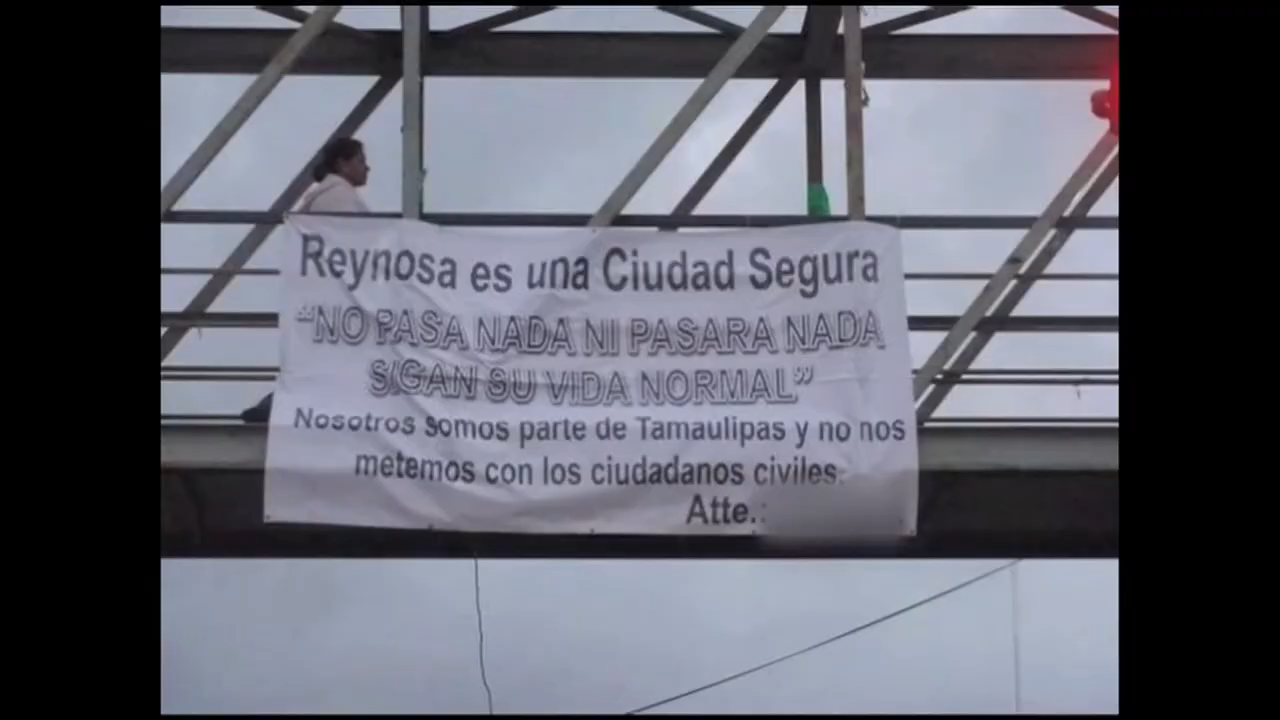 Reynosa es una Ciudad Segura
“NO PASA NADA NI PASARA NADA
SIGAN SU VIDA NORMAL”
Nosotros somos parte de Tamaulipas y no nos
metemos con los ciudadanos civiles.
Atte.: